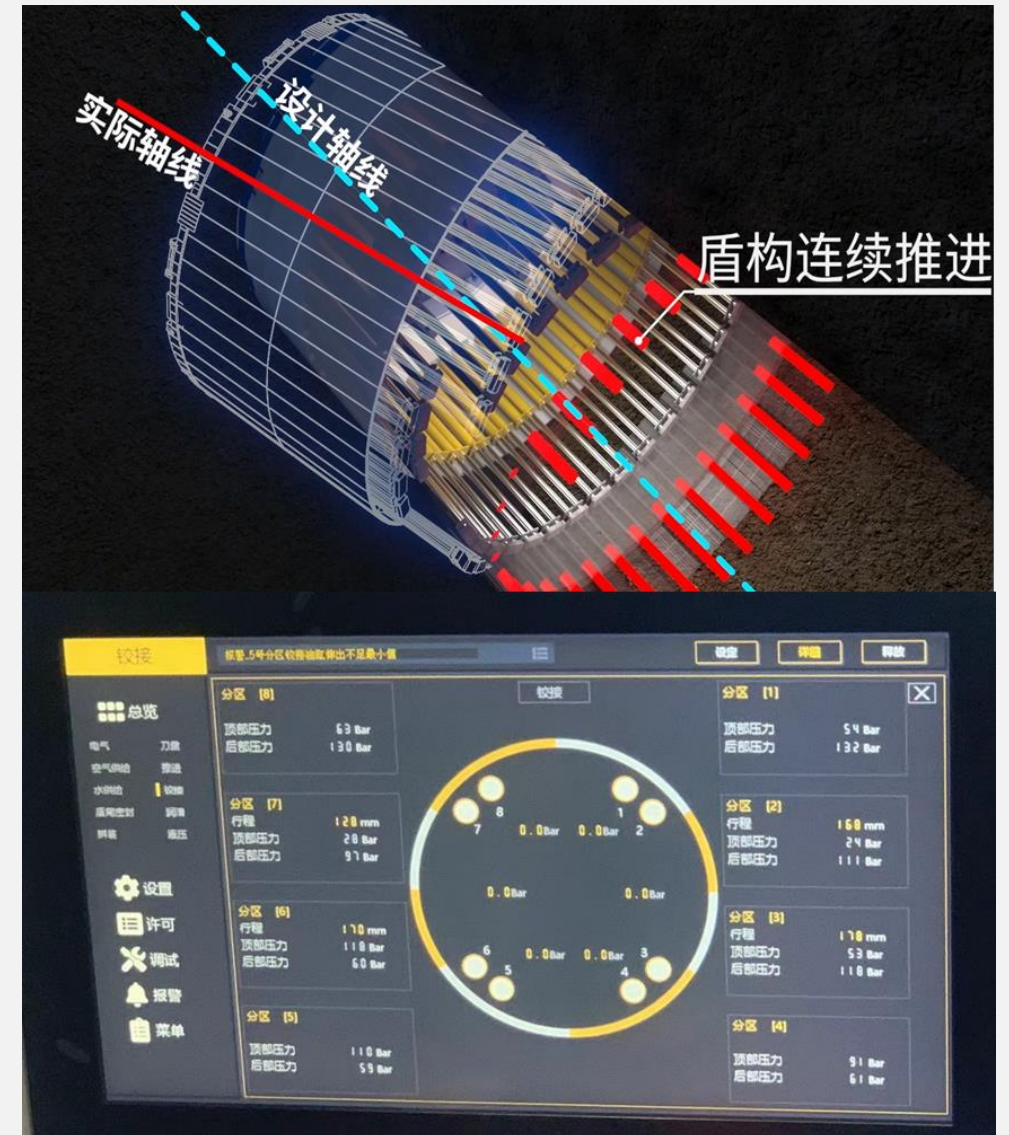 设计轴线
实际轴线
盾构连续推进
铰接
报警_5号分区铰接油缸伸出不足最小值
设定
详细
释放
总览
电气
刀盘
空气供给
推进
水供给
铰接
盾尾密封
润滑
拼装
液压
设置
许可
调试
报警
菜单
铰接
分区 [8]
顶部压力 63 Bar
后部压力 130 Bar
分区 [7]
行程 128 mm
顶部压力 28 Bar
后部压力 97 Bar
分区 [6]
行程 170 mm
顶部压力 118 Bar
后部压力 60 Bar
分区 [5]
顶部压力 110 Bar
后部压力 59 Bar
分区 [1]
顶部压力 54 Bar
后部压力 132 Bar
分区 [2]
行程 168 mm
顶部压力 24 Bar
后部压力 111 Bar
分区 [3]
行程 178 mm
顶部压力 53 Bar
后部压力 118 Bar
分区 [4]
顶部压力 91 Bar
后部压力 61 Bar
8
1
7
2
0.0Bar 0.0Bar
0.0Bar 0.0Bar
6
3
0.0Bar 0.0Bar
5
4